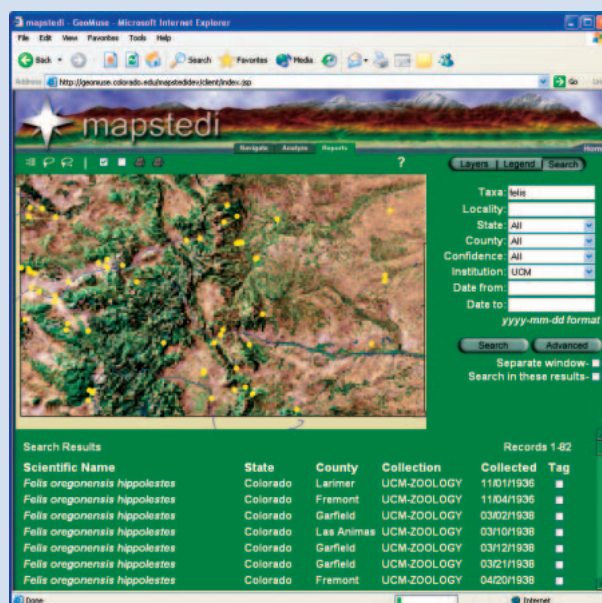 mapstedi - GeoMuse - Microsoft Internet Explorer
File Edit View Favorites Tools Help
Back Search Favorites Media
Address http://geomuse.colorado.edu/mapstedidev/client/index.jsp Go
mapstedi
Navigate Analyze Reports Home
? Layers | Legend | Search
Taxa: felis
Locality:
State: All
County: All
Confidence: All
Institution: UCM
Date from:
Date to:
yyyy-mm-dd format
Search Advanced
Separate window-
Search in these results-
Search Results Records 1-82
Scientific Name State County Collection Collected Tag
Felis oregonensis hippolestes Colorado Larimer UCM-ZOOLOGY 11/01/1936
Felis oregonensis hippolestes Colorado Fremont UCM-ZOOLOGY 11/04/1936
Felis oregonensis hippolestes Colorado Garfield UCM-ZOOLOGY 03/02/1938
Felis oregonensis hippolestes Colorado Las Animas UCM-ZOOLOGY 03/10/1938
Felis oregonensis hippolestes Colorado Garfield UCM-ZOOLOGY 03/12/1938
Felis oregonensis hippolestes Colorado Garfield UCM-ZOOLOGY 03/21/1938
Felis oregonensis hippolestes Colorado Fremont UCM-ZOOLOGY 04/20/1938
Done Internet